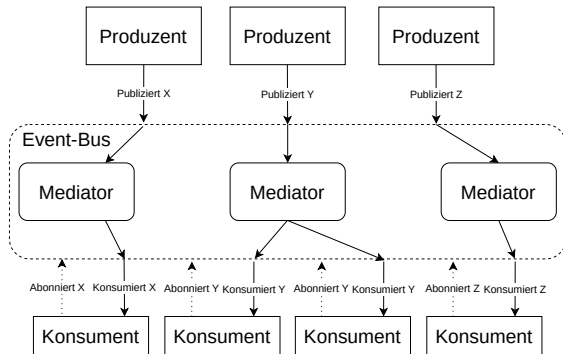 Produzent
Produzent
Produzent
Publiziert X
Publiziert Y
Publiziert Z
Event-Bus
Mediator
Mediator
Mediator
Abonniert X
Konsumiert X
Abonniert Y
Konsumiert Y
Abonniert Y
Konsumiert Y
Abonniert Z
Konsumiert Z
Konsument
Konsument
Konsument
Konsument